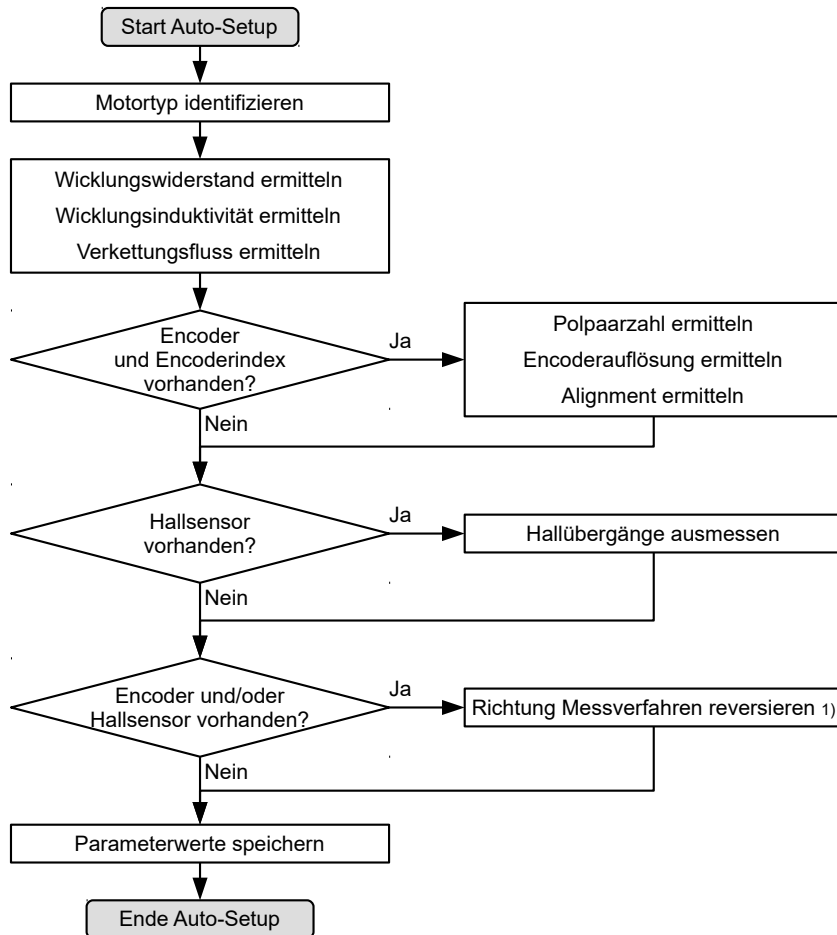 Start Auto-Setup
Motortyp identifizieren
Wicklungswiderstand ermitteln
Wicklungsinduktivität ermitteln
Verkettungsfluss ermitteln
Encoder
und Encoderindex
vorhanden?
Ja
Polpaarzahl ermitteln
Encoderauflösung ermitteln
Alignment ermitteln
Nein
Hallsensor
vorhanden?
Ja
Hallübergänge ausmessen
Nein
Encoder und/oder
Hallsensor vorhanden?
Ja
Richtung Messverfahren reversieren 1)
Nein
Parameterwerte speichern
Ende Auto-Setup